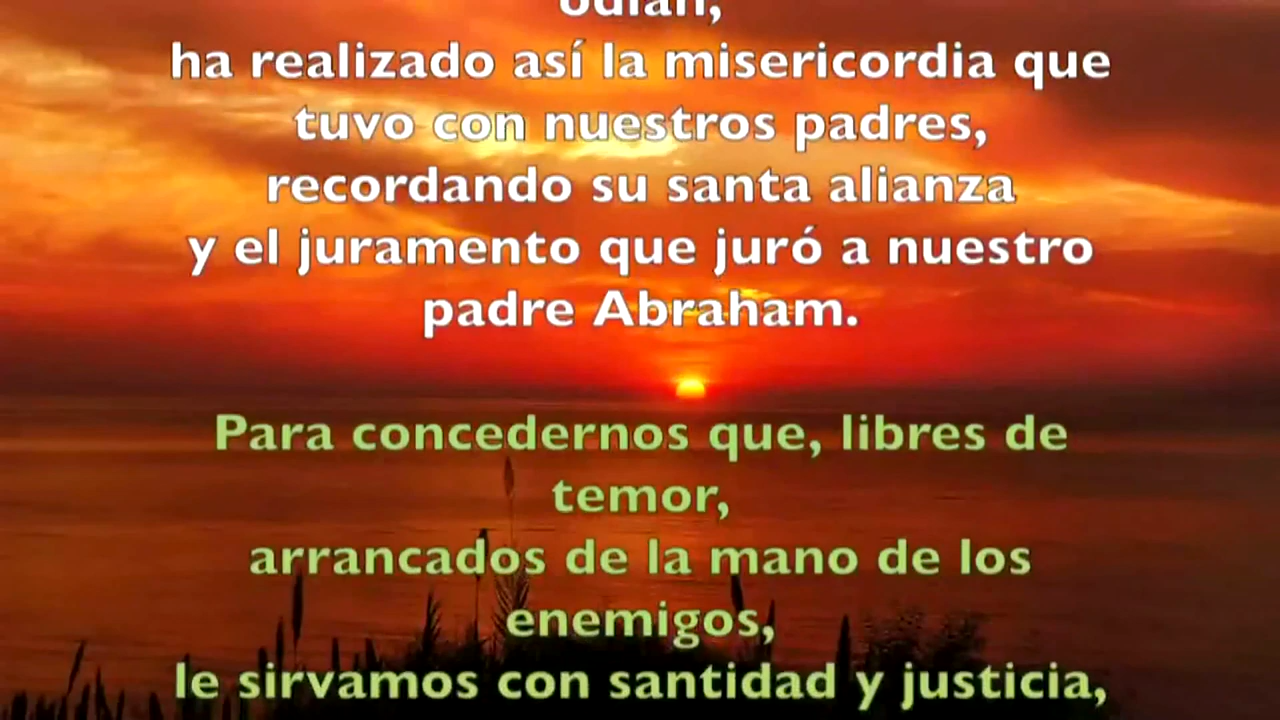 odian,
ha realizado así la misericordia que
tuvo con nuestros padres,
recordando su santa alianza
y el juramento que juró a nuestro
padre Abraham.
Para concedernos que, libres de
temor,
arrancados de la mano de los
enemigos,
le sirvamos con santidad y justicia,